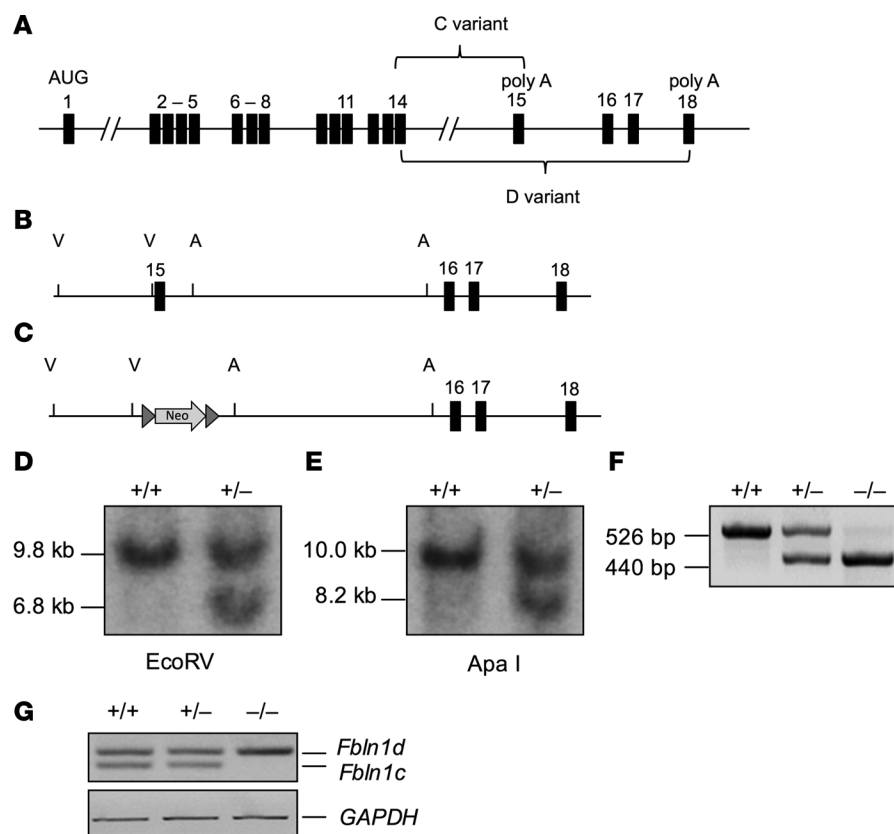 A
C variant
AUG
poly A
poly A
1
2 – 5
6 – 8
11
14
15
16
17
18
D variant
B
V
V
A
A
15
16
17
18
C
V
V
A
A
16
17
18
Neo
D
+/+
+/–
9.8 kb
6.8 kb
EcoRV
E
+/+
+/–
10.0 kb
8.2 kb
Apa I
F
+/+
+/–
–/–
526 bp
440 bp
G
+/+
+/–
–/–
Fbln1d
Fbln1c
GAPDH